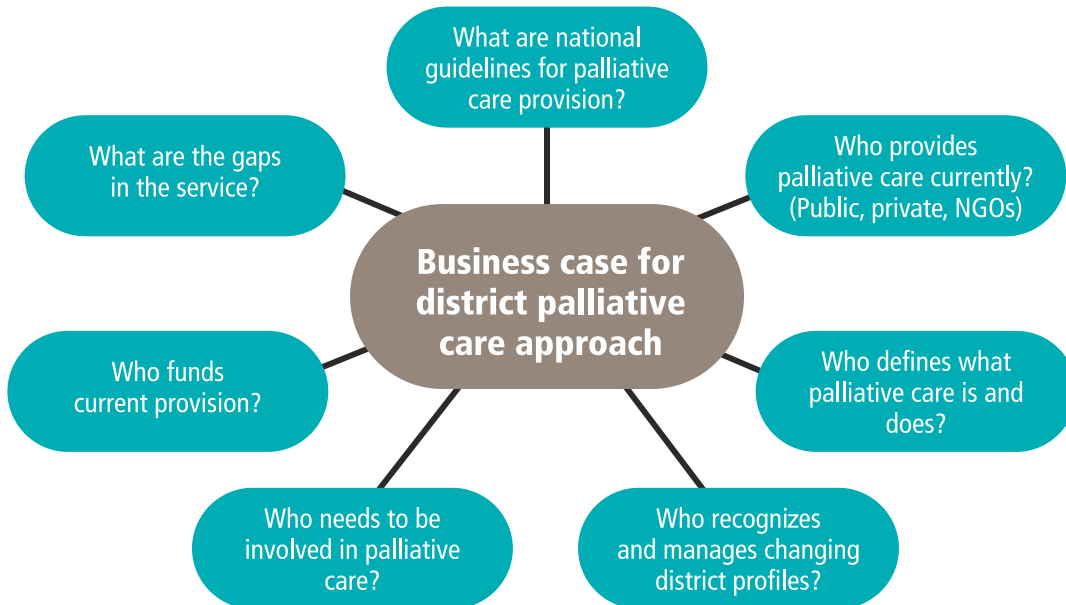 What are national
guidelines for palliative
care provision?
What are the gaps
in the service?
Who provides
palliative care currently?
(Public, private, NGOs)
Business case for
district palliative
care approach
Who funds
current provision?
Who defines what
palliative care is and
does?
Who needs to be
involved in palliative
care?
Who recognizes
and manages changing
district profiles?